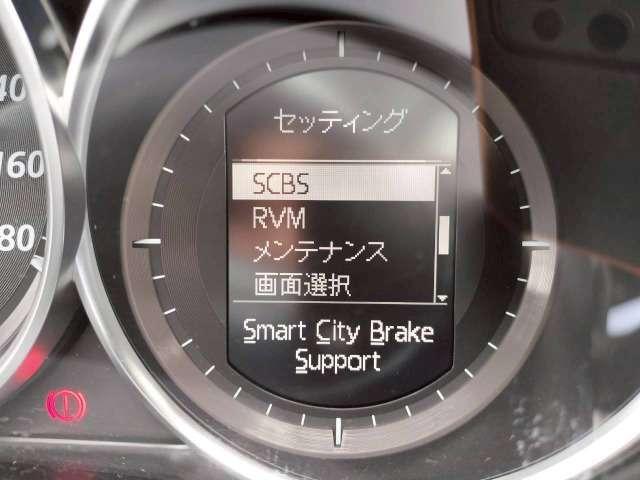 セッティング
SCBS
RVM
メンテナンス
画面選択
Smart City Brake
Support
40
160
80